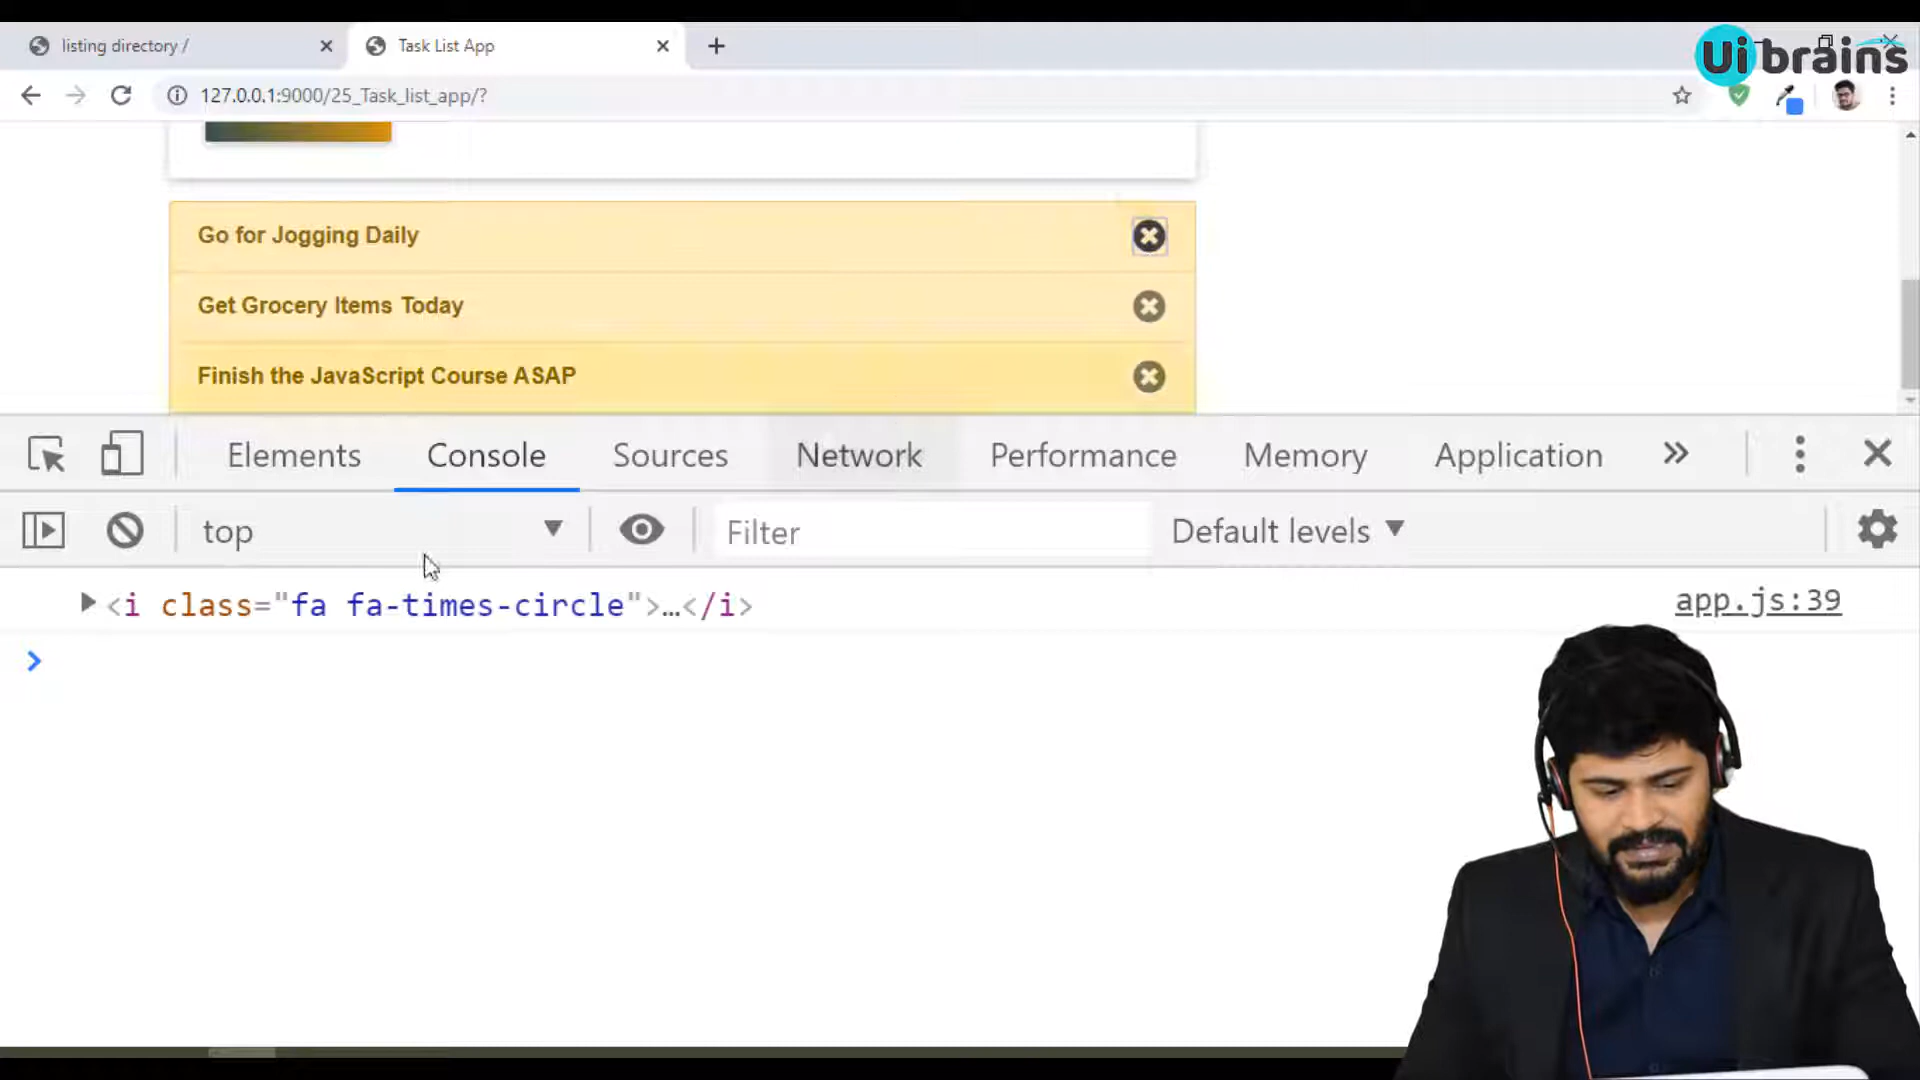 listing directory /
Task List App
Ui brains
127.0.0.1:9000/25_Task_list_app/?
Go for Jogging Daily
Get Grocery Items Today
Finish the JavaScript Course ASAP
Elements Console Sources Network Performance Memory Application
top Filter Default levels
<i class="fa fa-times-circle">…</i> app.js:39